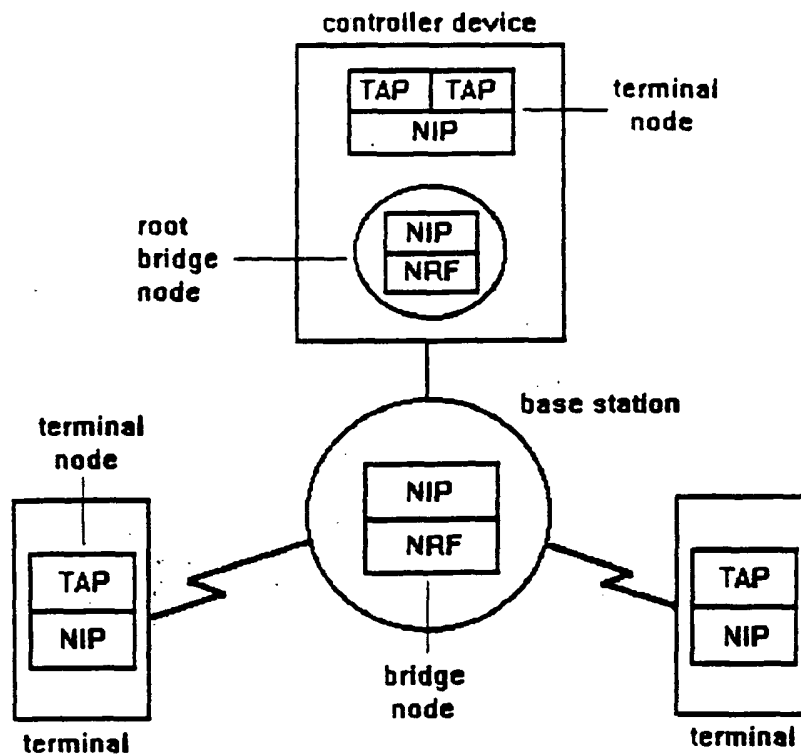 controller device
TAP TAP
NIP
terminal
node
root
bridge
node
NIP
NRF
base station
terminal
node
NIP
NRF
TAP
NIP
TAP
NIP
bridge
node
terminal
terminal